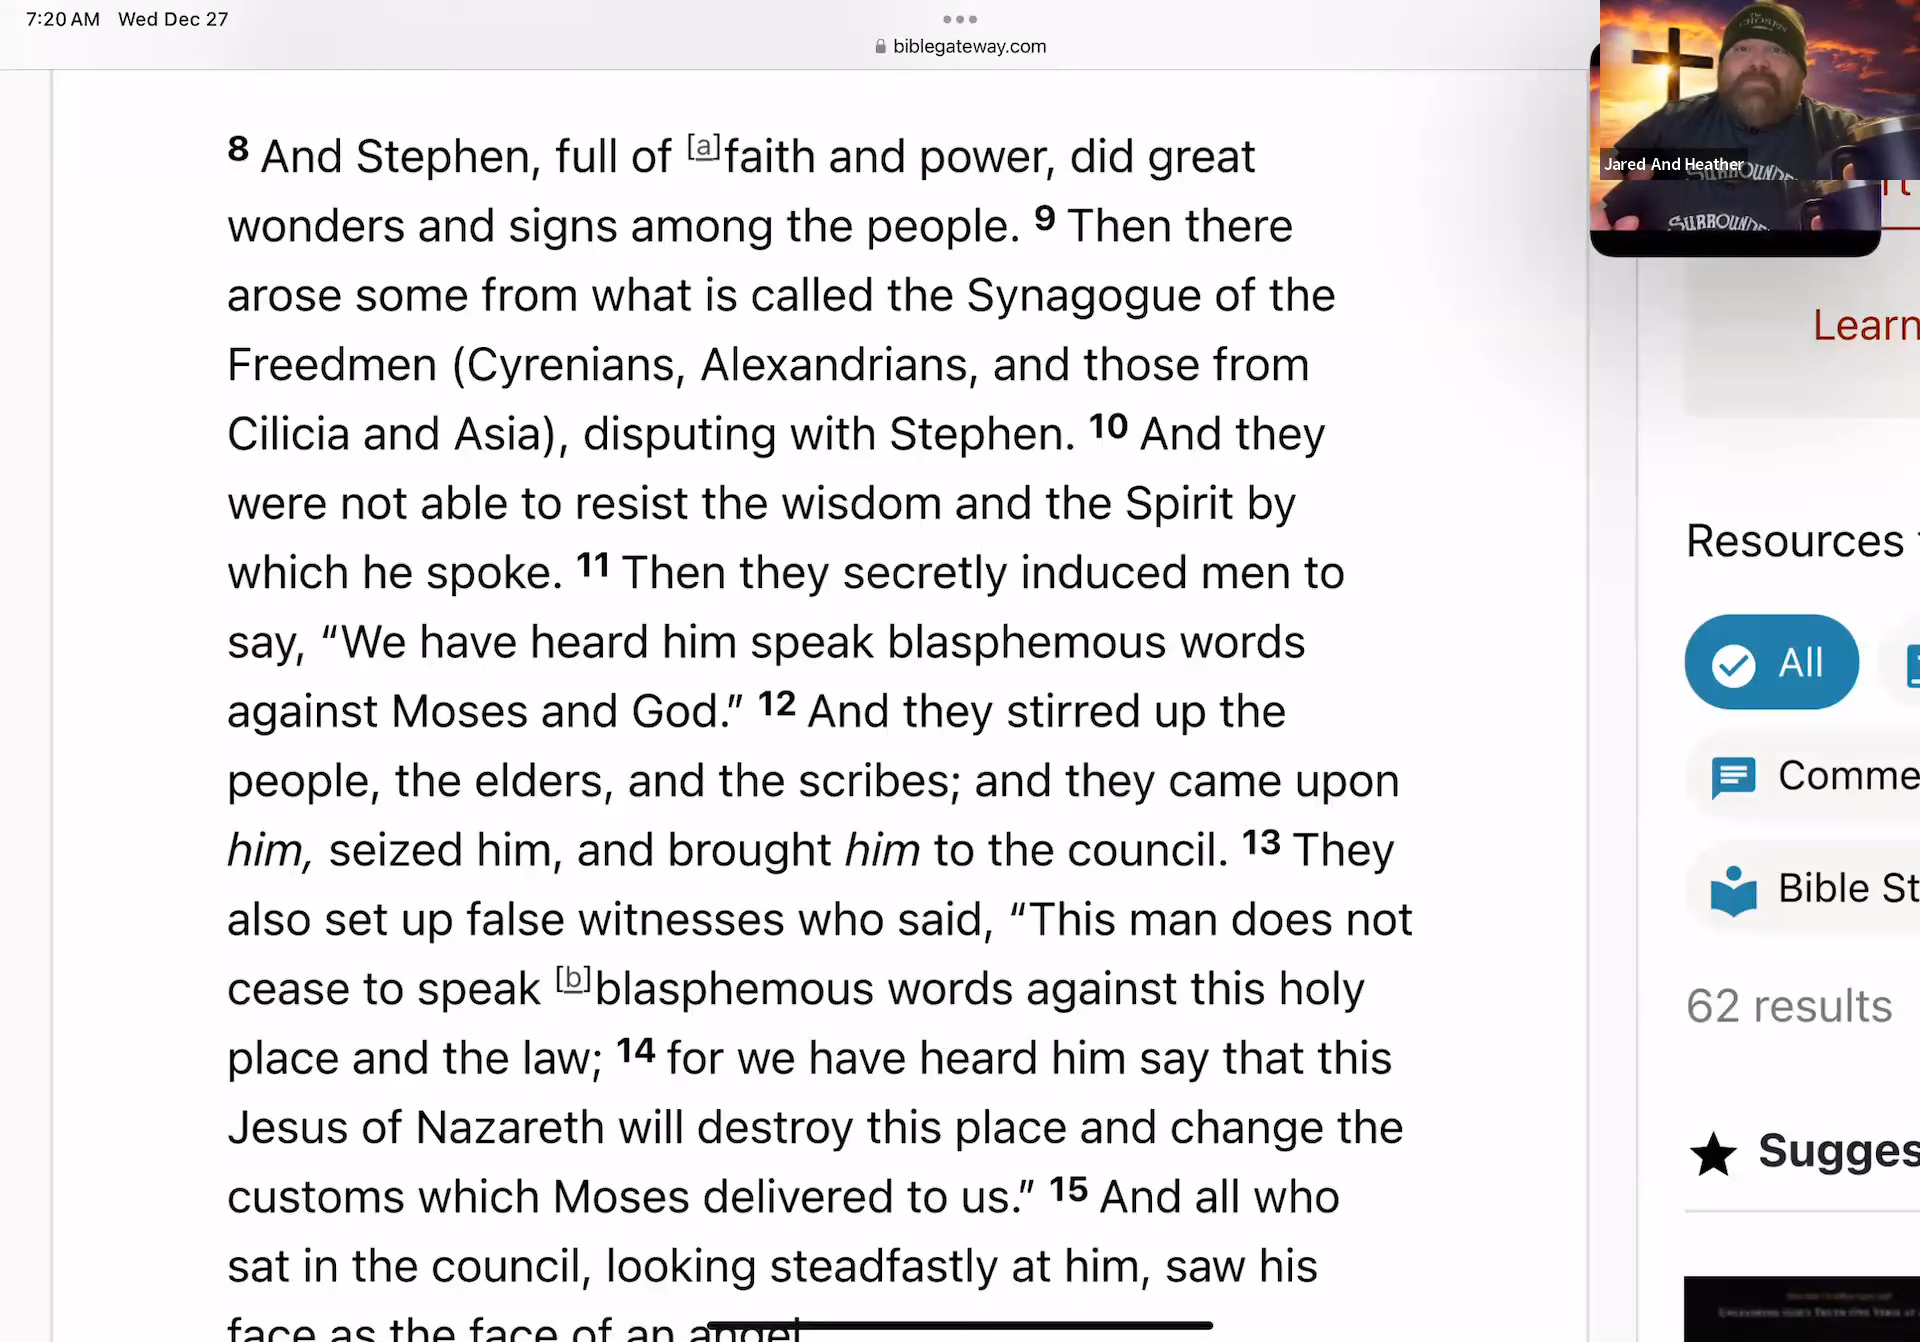 7:20 AM Wed Dec 27
biblegateway.com
8 And Stephen, full of [a]faith and power, did great
wonders and signs among the people. 9 Then there
arose some from what is called the Synagogue of the
Freedmen (Cyrenians, Alexandrians, and those from
Cilicia and Asia), disputing with Stephen. 10 And they
were not able to resist the wisdom and the Spirit by
which he spoke. 11 Then they secretly induced men to
say, “We have heard him speak blasphemous words
against Moses and God.” 12 And they stirred up the
people, the elders, and the scribes; and they came upon
him, seized him, and brought him to the council. 13 They
also set up false witnesses who said, “This man does not
cease to speak [b]blasphemous words against this holy
place and the law; 14 for we have heard him say that this
Jesus of Nazareth will destroy this place and change the
customs which Moses delivered to us.” 15 And all who
sat in the council, looking steadfastly at him, saw his
face as the face of an angel
The
CHOSEN
Jared And Heather
Learn
Resources
All
Comme
Bible St
62 results
Sugges